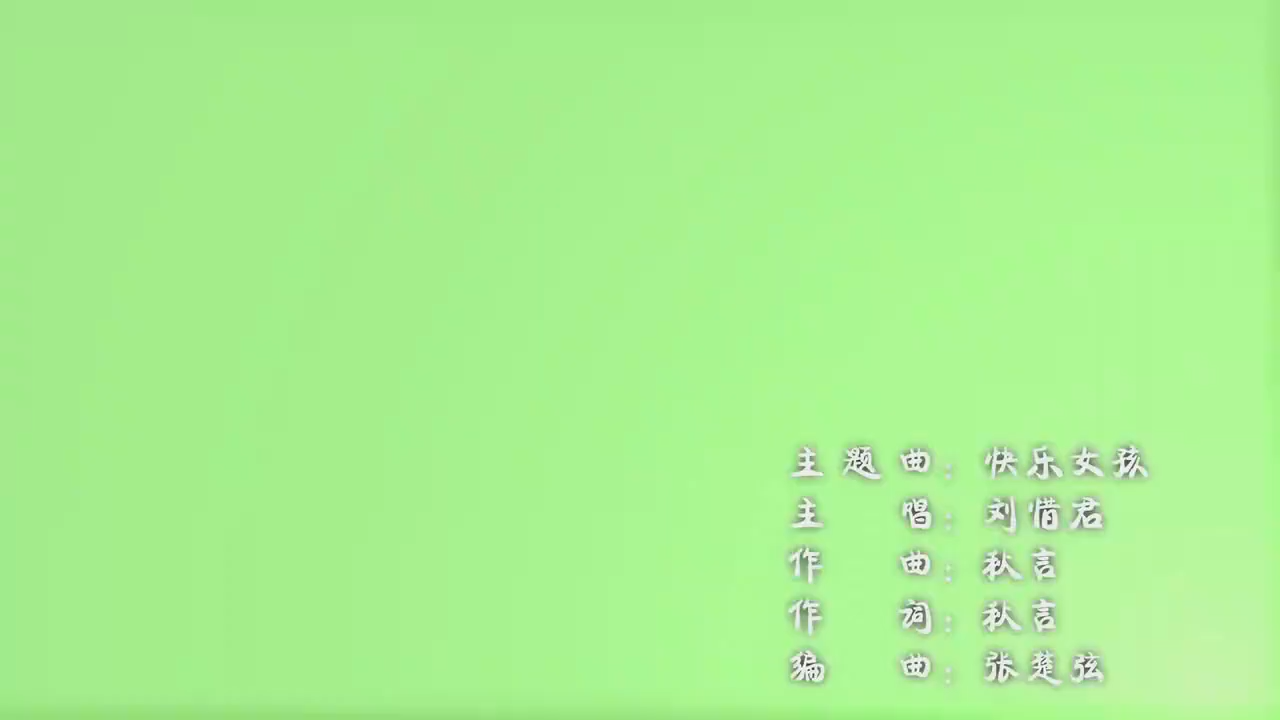 主题曲：快乐女孩
主唱：刘惜君
作曲：秋言
作词：秋言
编曲：张楚弦